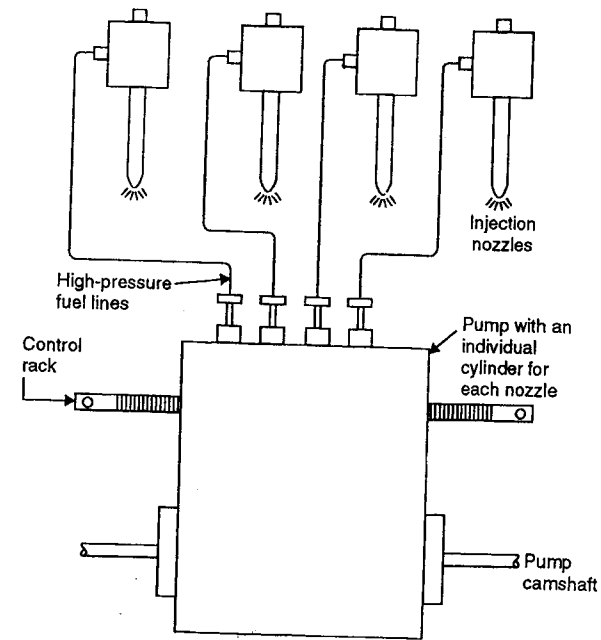 Injection
nozzles
High-pressure
fuel lines
Pump with an
individual
cylinder for
each nozzle
Control
rack
Pump
camshaft